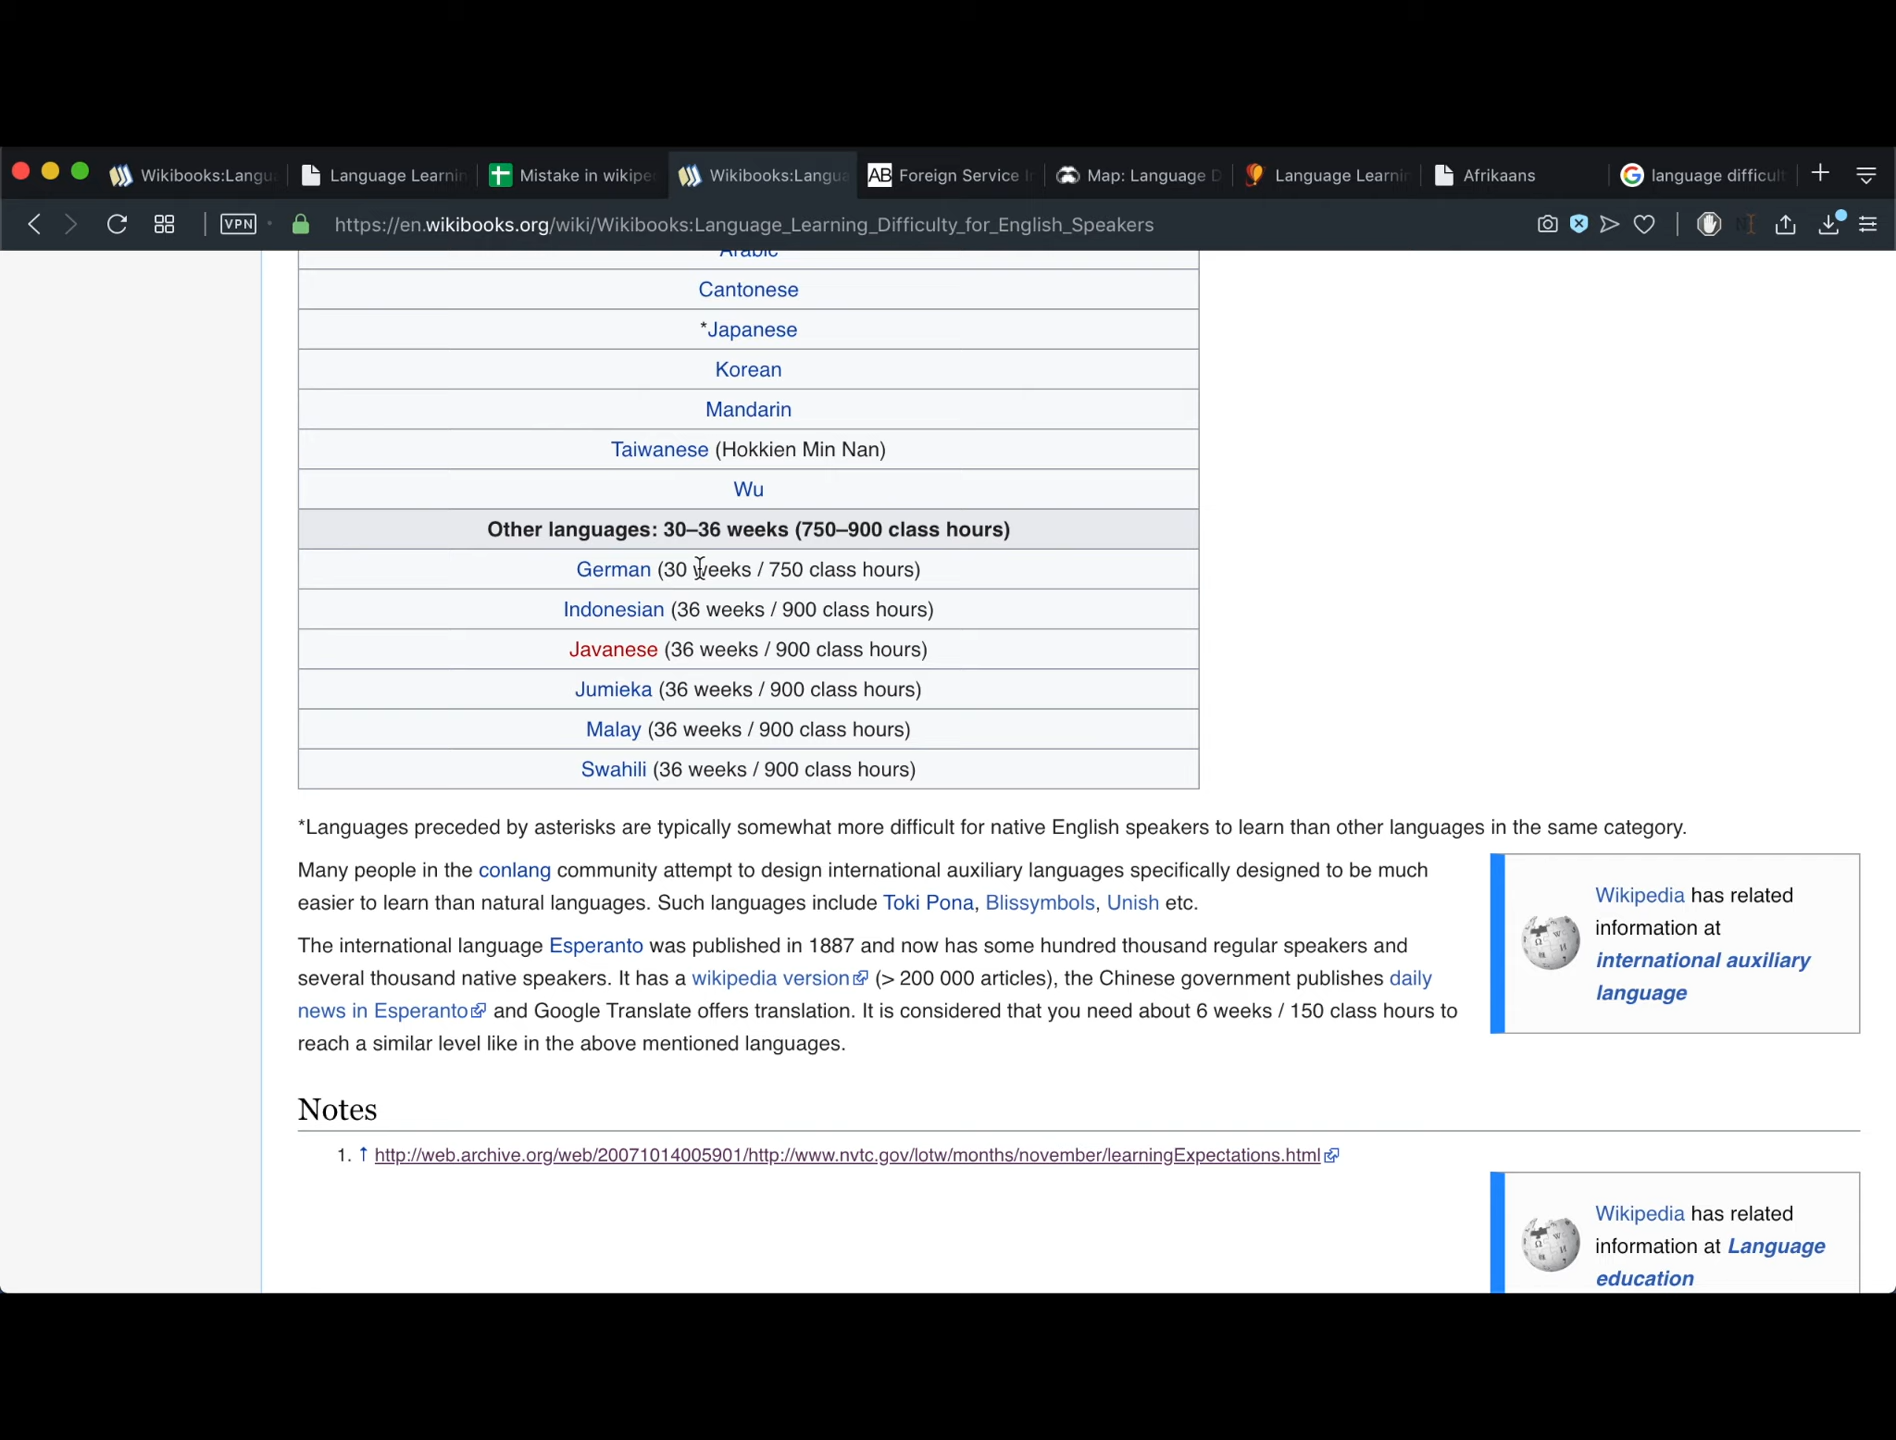 Wikibooks:Langu
Language Learnin
Mistake in wikipe
Wikibooks:Langua
AB Foreign Service I
Map: Language D
Language Learnin
Afrikaans
language difficult
VPN
https://en.wikibooks.org/wiki/Wikibooks:Language_Learning_Difficulty_for_English_Speakers
Arabic
Cantonese
*Japanese
Korean
Mandarin
Taiwanese (Hokkien Min Nan)
Wu
Other languages: 30–36 weeks (750–900 class hours)
German (30 weeks / 750 class hours)
Indonesian (36 weeks / 900 class hours)
Javanese (36 weeks / 900 class hours)
Jumieka (36 weeks / 900 class hours)
Malay (36 weeks / 900 class hours)
Swahili (36 weeks / 900 class hours)
*Languages preceded by asterisks are typically somewhat more difficult for native English speakers to learn than other languages in the same category.
Many people in the conlang community attempt to design international auxiliary languages specifically designed to be much
easier to learn than natural languages. Such languages include Toki Pona, Blissymbols, Unish etc.
The international language Esperanto was published in 1887 and now has some hundred thousand regular speakers and
several thousand native speakers. It has a wikipedia version (> 200 000 articles), the Chinese government publishes daily
news in Esperanto and Google Translate offers translation. It is considered that you need about 6 weeks / 150 class hours to
reach a similar level like in the above mentioned languages.
Wikipedia has related
information at
international auxiliary
language
Notes
1. ↑ http://web.archive.org/web/20071014005901/http://www.nvtc.gov/lotw/months/november/learningExpectations.html
Wikipedia has related
information at Language
education